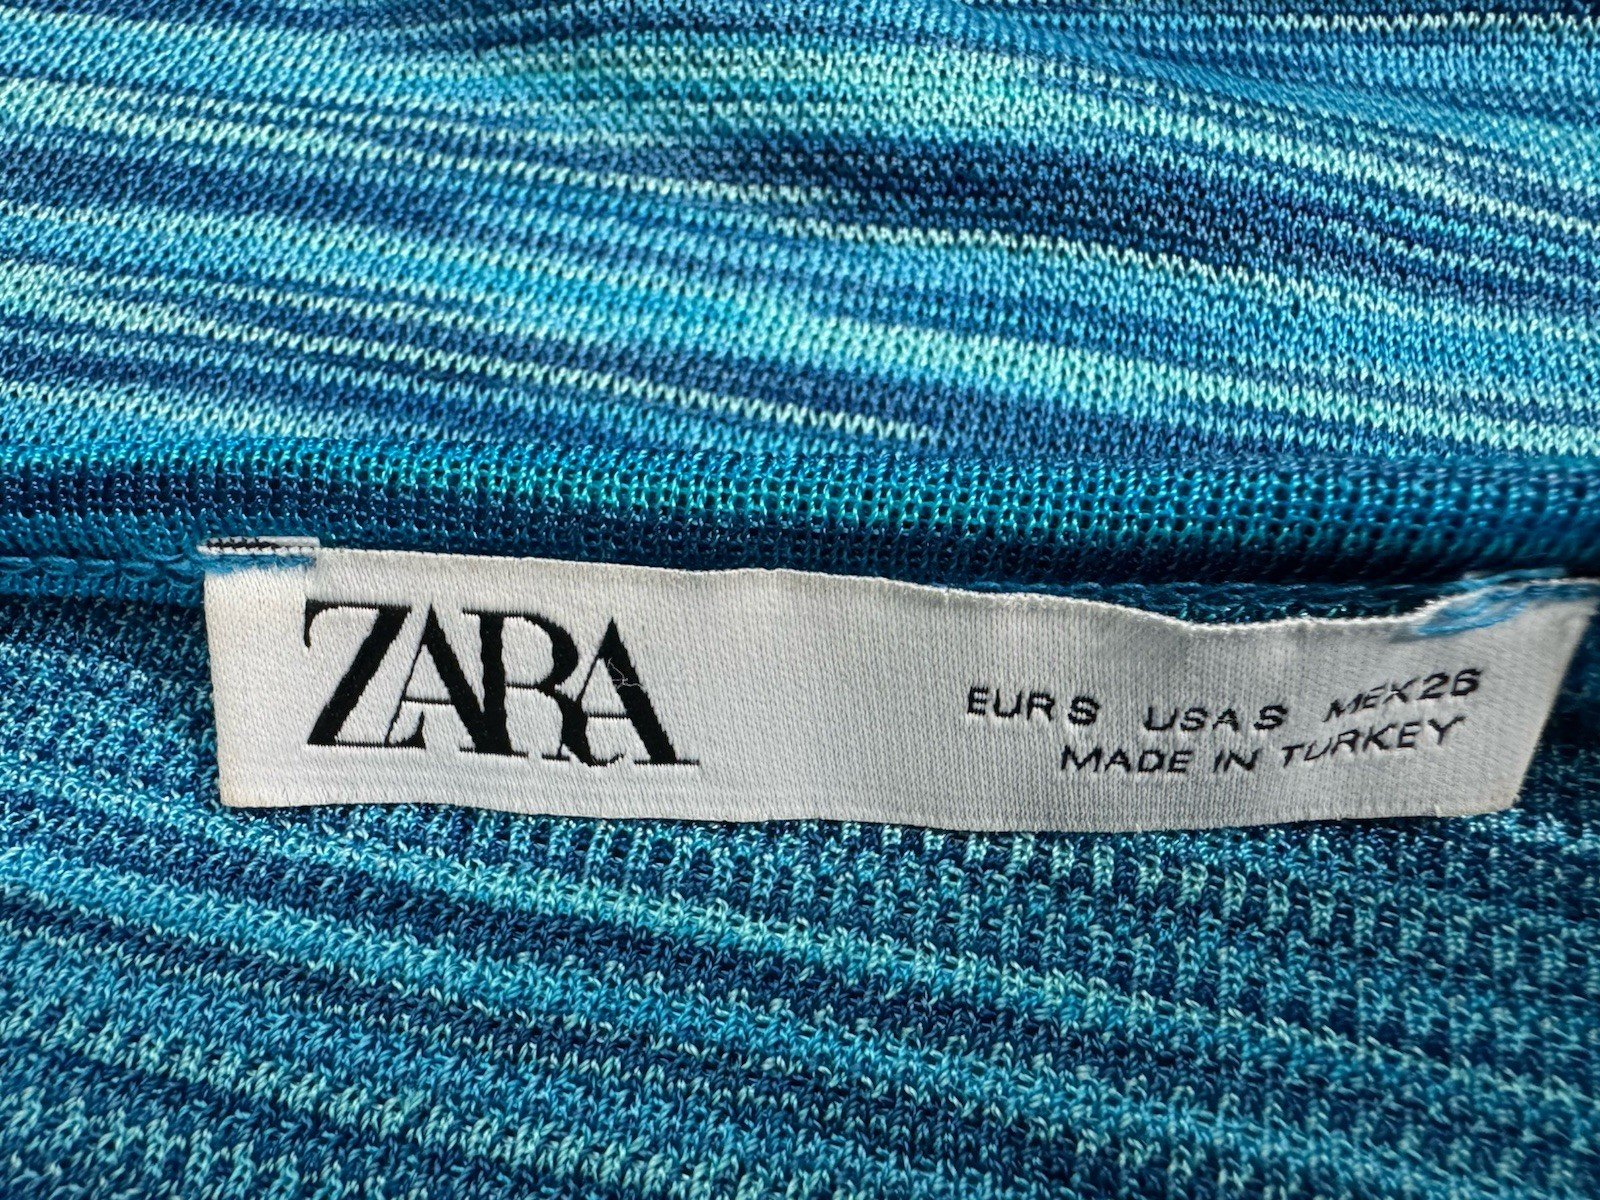 ZARA
EUR S USA S MEX 26
MADE IN TURKEY